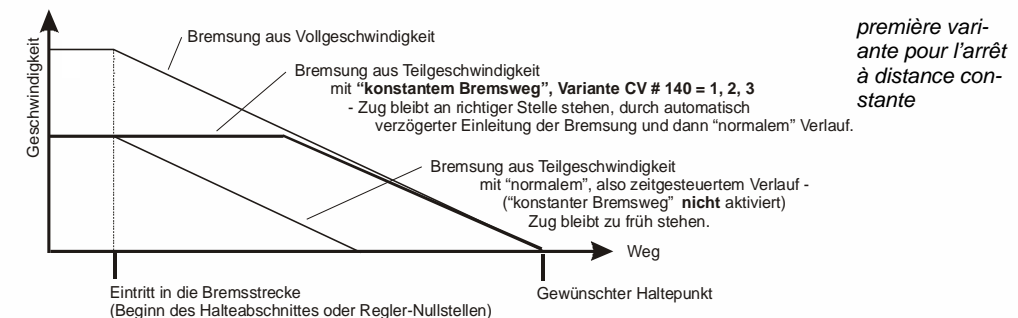 Geschwindigkeit
Bremsung aus Vollgeschwindigkeit
Bremsung aus Teilgeschwindigkeit
mit “konstantem Bremsweg”, Variante CV # 140 = 1, 2, 3
- Zug bleibt an richtiger Stelle stehen, durch automatisch
verzögerter Einleitung der Bremsung und dann “normalem” Verlauf.
Bremsung aus Teilgeschwindigkeit
mit “normalem”, also zeitgesteuertem Verlauf -
(“konstanter Bremsweg” nicht aktiviert)
Zug bleibt zu früh stehen.
Weg
Eintritt in die Bremsstrecke
(Beginn des Halteabschnittes oder Regler-Nullstellen)
Gewünschter Haltepunkt
première vari-
ante pour l’arrêt
à distance con-
stante